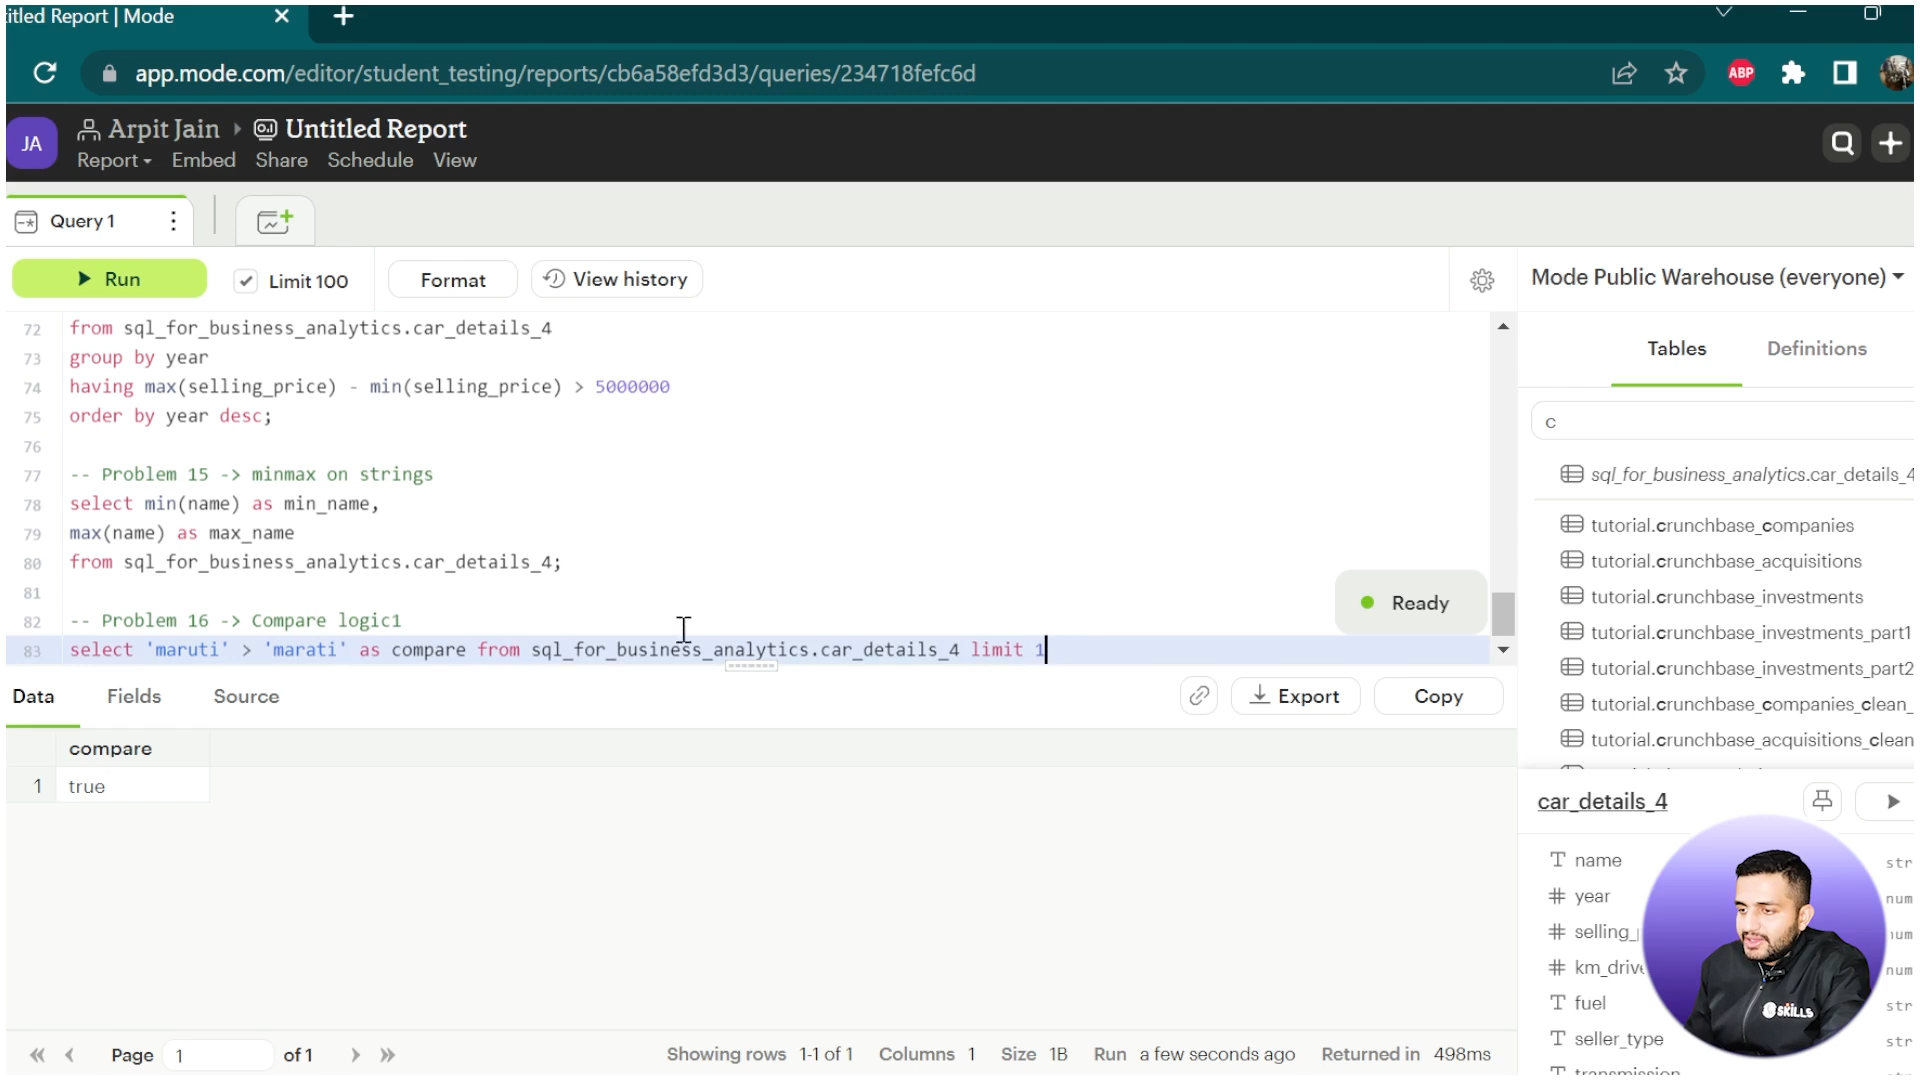 itled Report | Mode
app.mode.com/editor/student_testing/reports/cb6a58efd3d3/queries/234718fefc6d
ABP
JA
Arpit Jain
Untitled Report
Report Embed Share Schedule View
Query 1
Run
Limit 100
Format
View history
Mode Public Warehouse (everyone)
72 from sql_for_business_analytics.car_details_4
73 group by year
74 having max(selling_price) - min(selling_price) > 5000000
75 order by year desc;
76
77 -- Problem 15 -> minmax on strings
78 select min(name) as min_name,
79 max(name) as max_name
80 from sql_for_business_analytics.car_details_4;
81
82 -- Problem 16 -> Compare logic1
83 select 'maruti' > 'marati' as compare from sql_for_business_analytics.car_details_4 limit 1
Ready
Tables Definitions
c
sql_for_business_analytics.car_details_4
tutorial.crunchbase_companies
tutorial.crunchbase_acquisitions
tutorial.crunchbase_investments
tutorial.crunchbase_investments_part1
tutorial.crunchbase_investments_part2
tutorial.crunchbase_companies_clean_
tutorial.crunchbase_acquisitions_clean
Data Fields Source
Export
Copy
compare
1 true
car_details_4
name str
year num
selling_ num
km_drive num
fuel str
seller_type str
transmission
SKILLS
Page 1 of 1
Showing rows 1-1 of 1 Columns 1 Size 1B Run a few seconds ago Returned in 498ms